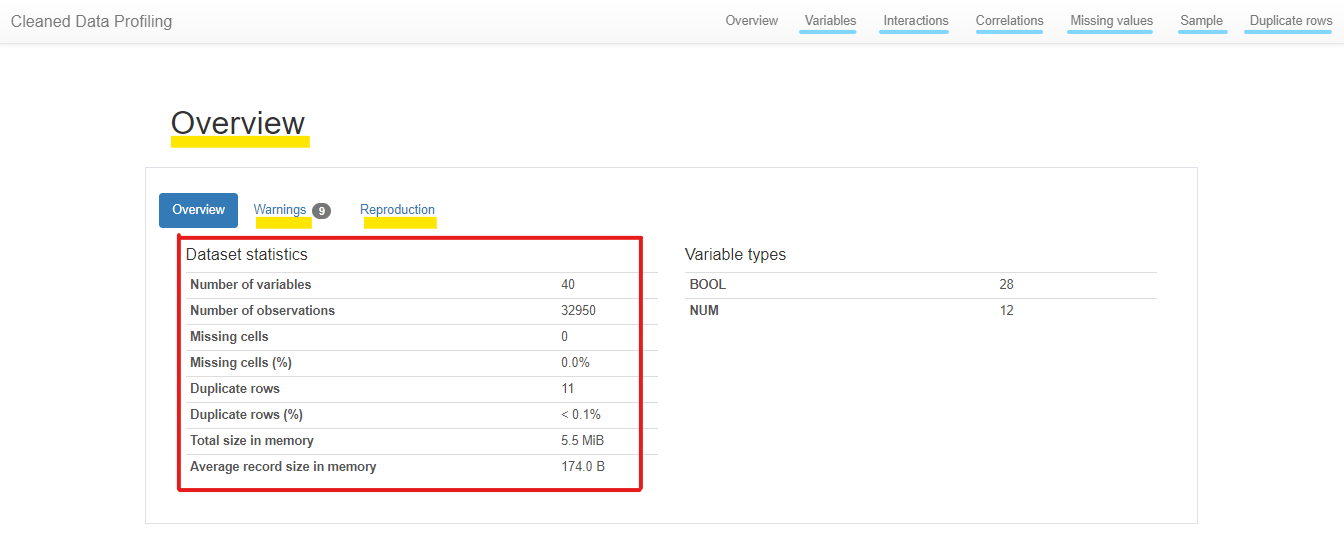 Cleaned Data Profiling Overview Variables Interactions Correlations Missing values Sample Duplicate rows
Overview
Overview Warnings 9 Reproduction
Dataset statistics
Number of variables 40
Number of observations 32950
Missing cells 0
Missing cells (%) 0.0%
Duplicate rows 11
Duplicate rows (%) < 0.1%
Total size in memory 5.5 MiB
Average record size in memory 174.0 B
Variable types
BOOL 28
NUM 12